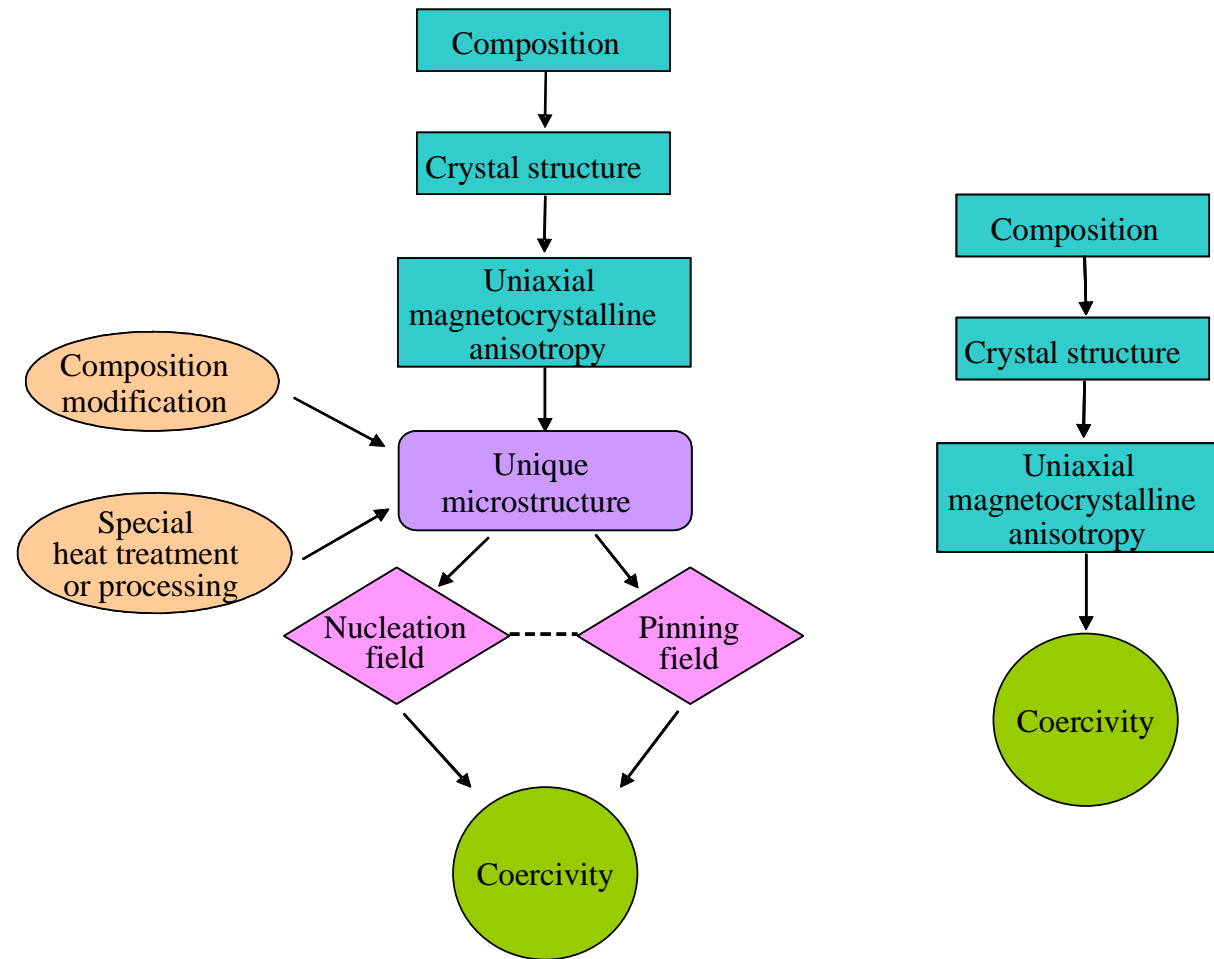 Composition
Crystal structure
Uniaxial
magnetocrystalline
anisotropy
Composition
modification
Special
heat treatment
or processing
Unique
microstructure
Nucleation
field
Pinning
field
Coercivity
Composition
Crystal structure
Uniaxial
magnetocrystalline
anisotropy
Coercivity